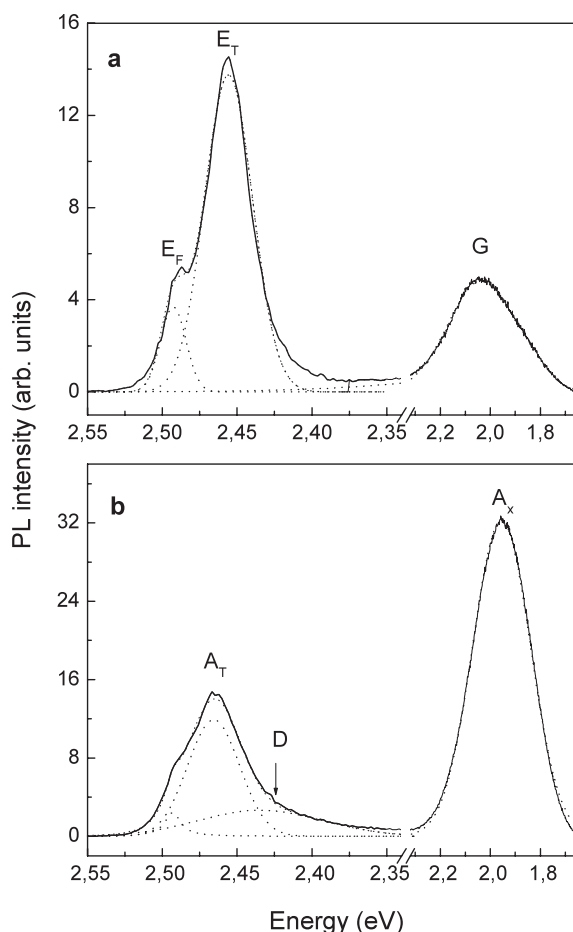 16
12
8
4
0
a
E_T
E_F
G
2,55 2,50 2,45 2,40 2,35 2,2 2,0 1,8
PL intensity (arb. units)
32
24
16
8
0
b
A_x
A_T
D
2,55 2,50 2,45 2,40 2,35 2,2 2,0 1,8
Energy (eV)